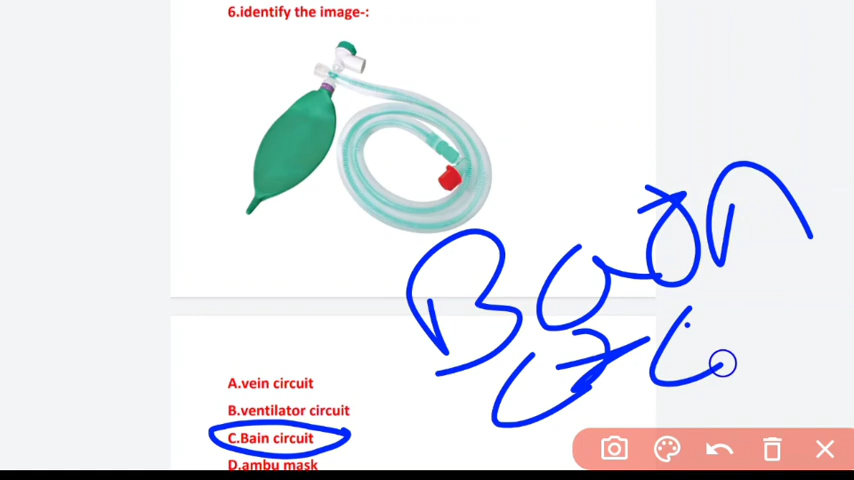 6.identify the image-:
A.vein circuit
B.ventilator circuit
C.Bain circuit
D.ambu mask
Bain